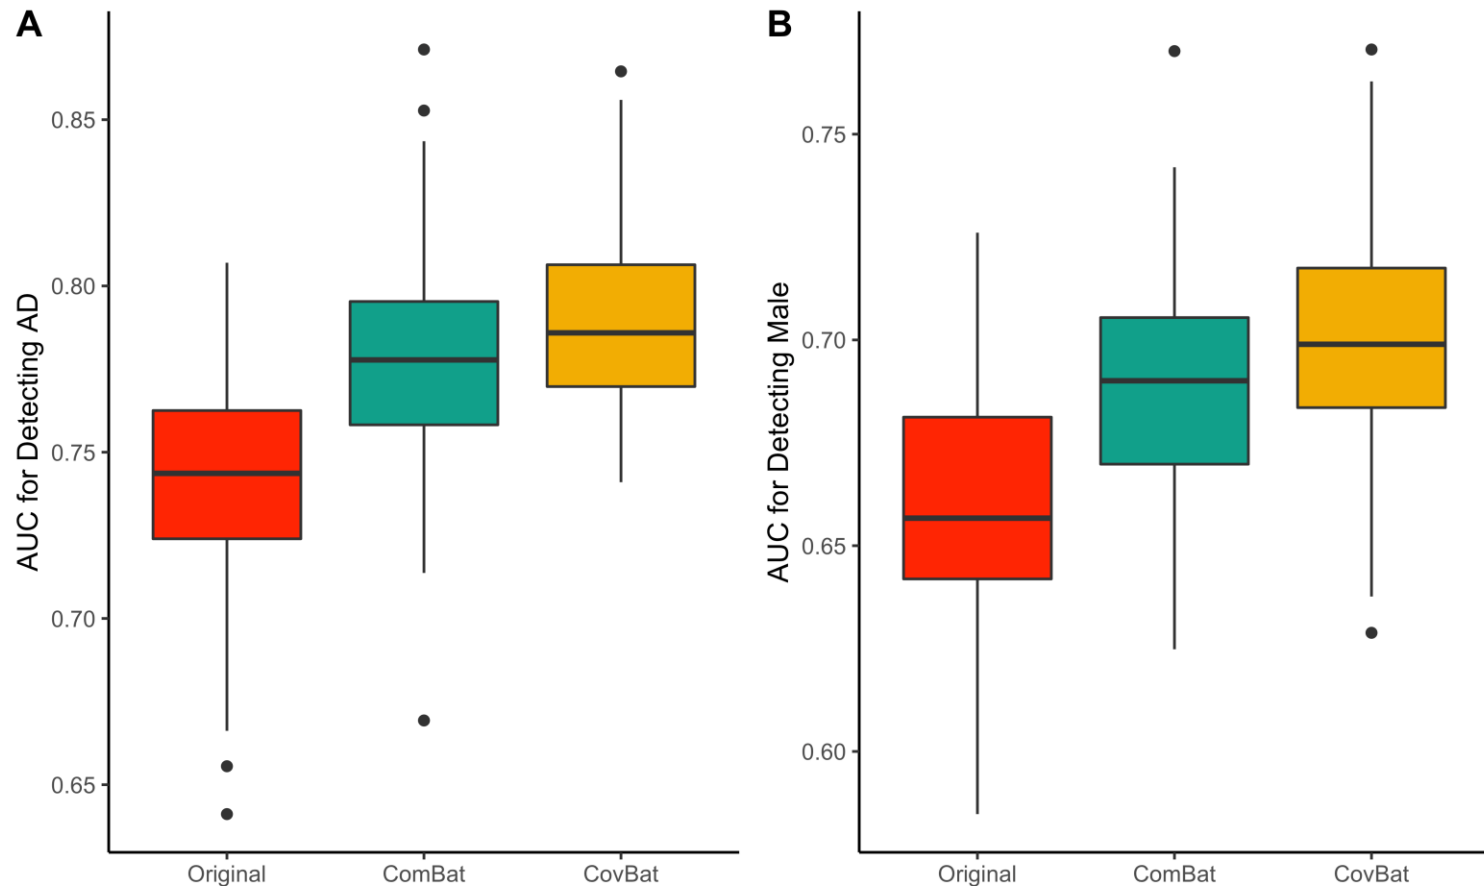 A
AUC for Detecting AD
0.85
0.80
0.75
0.70
0.65
Original ComBat CovBat
B
AUC for Detecting Male
0.75
0.70
0.65
0.60
Original ComBat CovBat